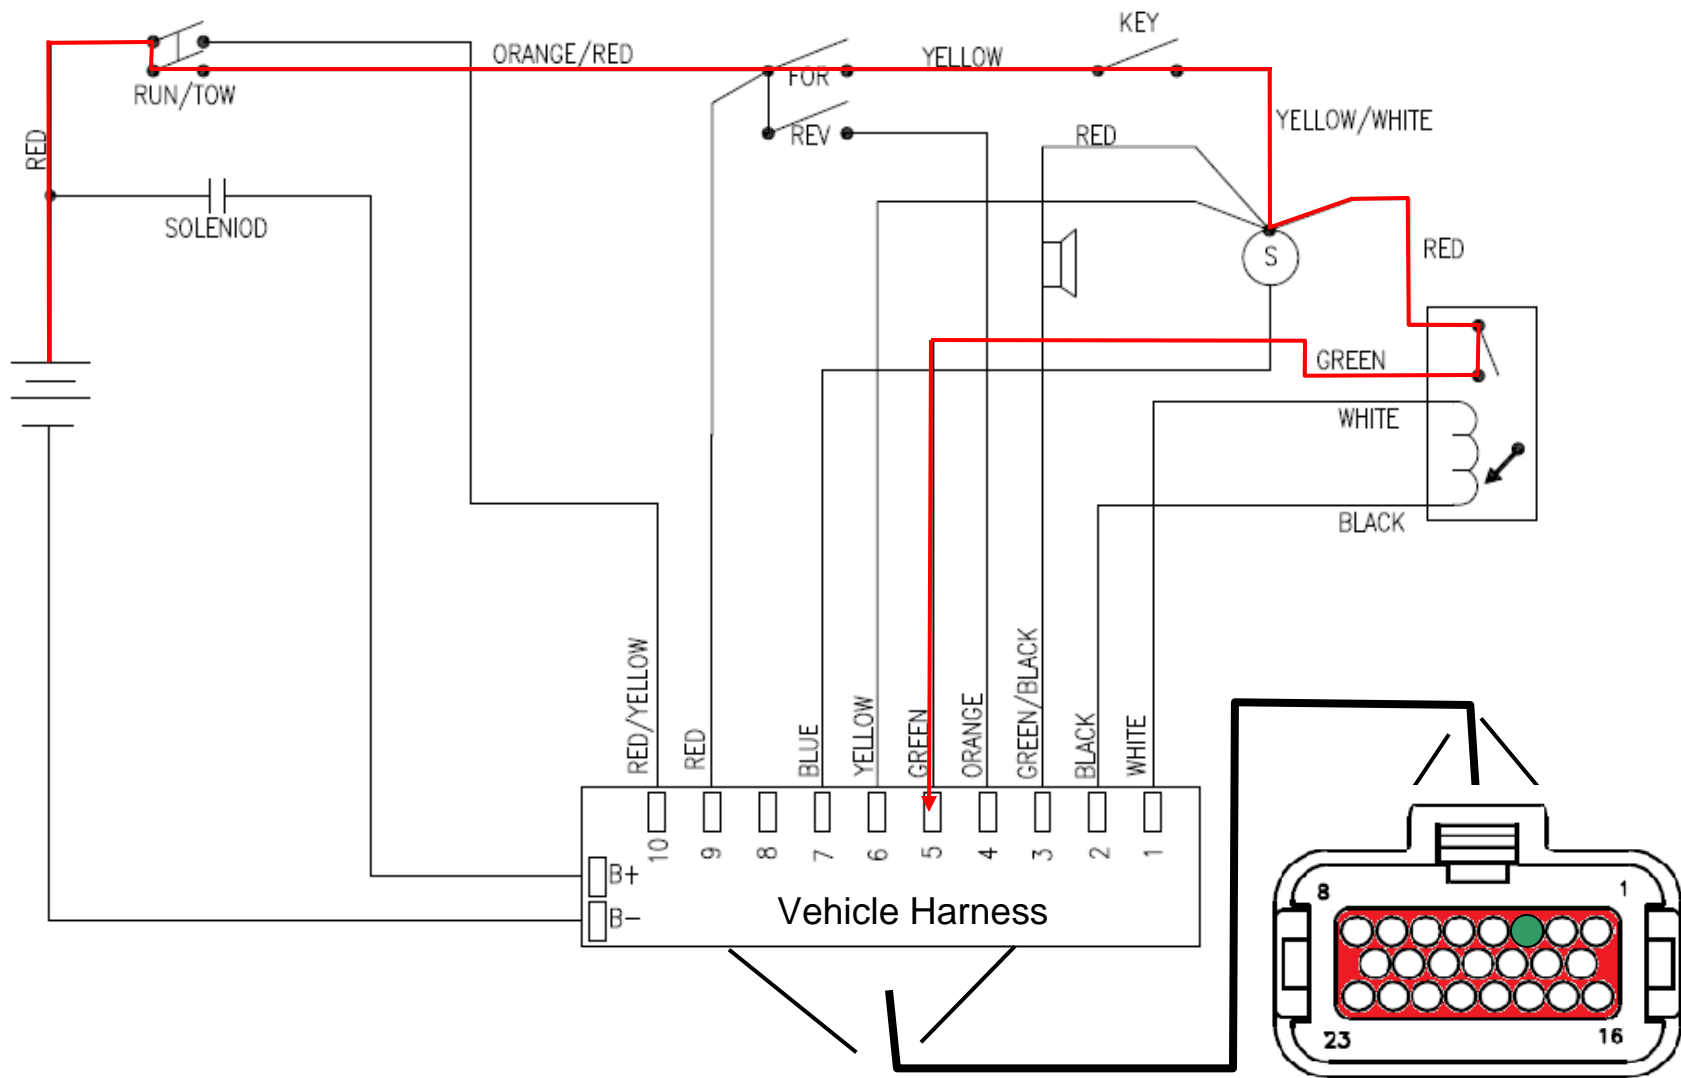 KEY
ORANGE/RED
YELLOW
FOR
RUN/TOW
REV
RED
YELLOW/WHITE
RED
SOLENIOD
S
RED
GREEN
WHITE
BLACK
RED/YELLOW
RED
BLUE
YELLOW
GREEN
ORANGE
GREEN/BLACK
BLACK
WHITE
10
9
8
7
6
5
4
3
2
1
B+
B-
Vehicle Harness
8
1
23
16